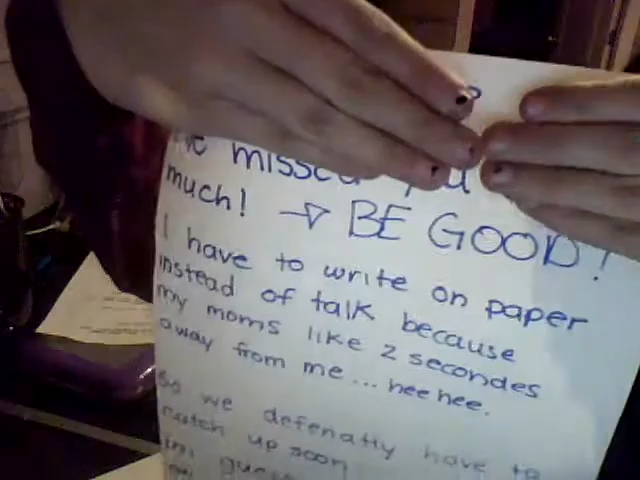 missed
much! → BE GOOD!
I have to write on paper
instead of talk because
my moms like 2 secondes
away from me... hee hee.
So we defenatly have to
catch up soon